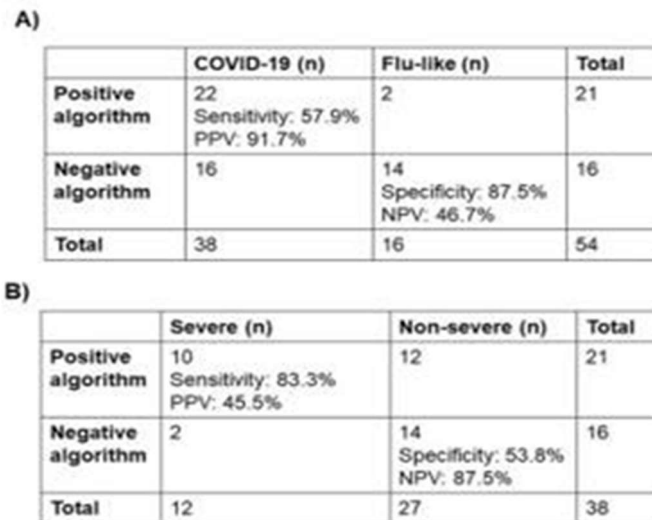 A)
COVID-19 (n) Flu-like (n) Total
Positive algorithm 22 Sensitivity: 57.9% PPV: 91.7% 2 21
Negative algorithm 16 14 Specificity: 87.5% NPV: 46.7% 16
Total 38 16 54
B)
Severe (n) Non-severe (n) Total
Positive algorithm 10 Sensitivity: 83.3% PPV: 45.5% 12 21
Negative algorithm 2 14 Specificity: 53.8% NPV: 87.5% 16
Total 12 27 38